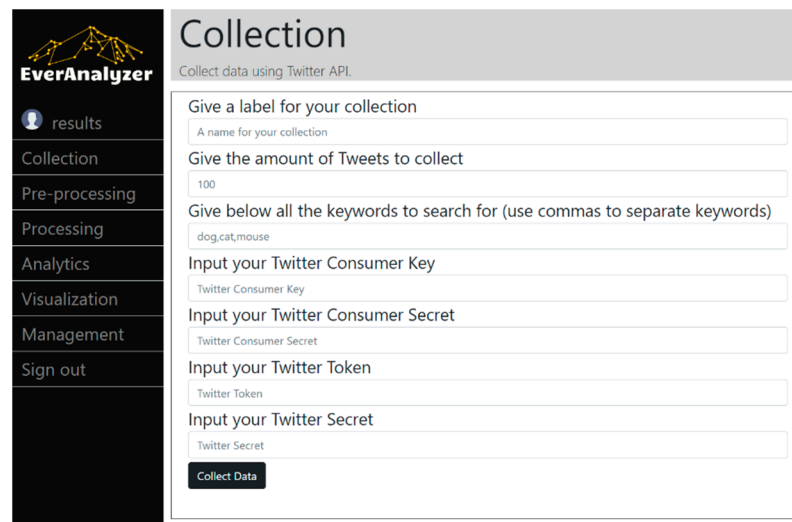 EverAnalyzer
results
Collection
Pre-processing
Processing
Analytics
Visualization
Management
Sign out
Collection
Collect data using Twitter API.
Give a label for your collection
A name for your collection
Give the amount of Tweets to collect
100
Give below all the keywords to search for (use commas to separate keywords)
dog,cat,mouse
Input your Twitter Consumer Key
Twitter Consumer Key
Input your Twitter Consumer Secret
Twitter Consumer Secret
Input your Twitter Token
Twitter Token
Input your Twitter Secret
Twitter Secret
Collect Data